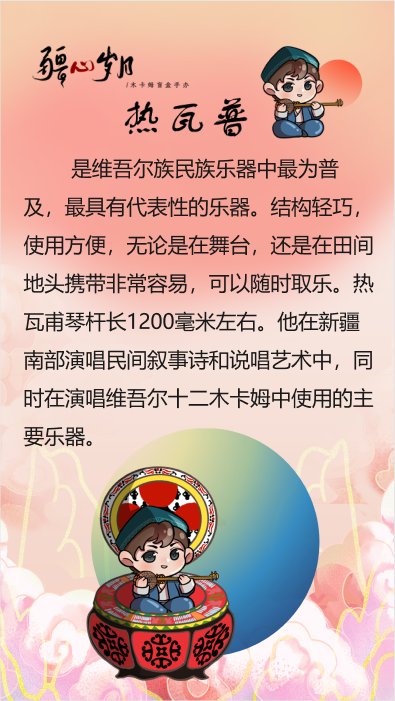 疆心岁月
/木卡姆盲盒手办
热瓦普
是维吾尔族民族乐器中最为普
及，最具有代表性的乐器。结构轻巧，
使用方便，无论是在舞台，还是在田间
地头携带非常容易，可以随时取乐。热
瓦甫琴杆长1200毫米左右。他在新疆
南部演唱民间叙事诗和说唱艺术中，同
时在演唱维吾尔十二木卡姆中使用的主
要乐器。